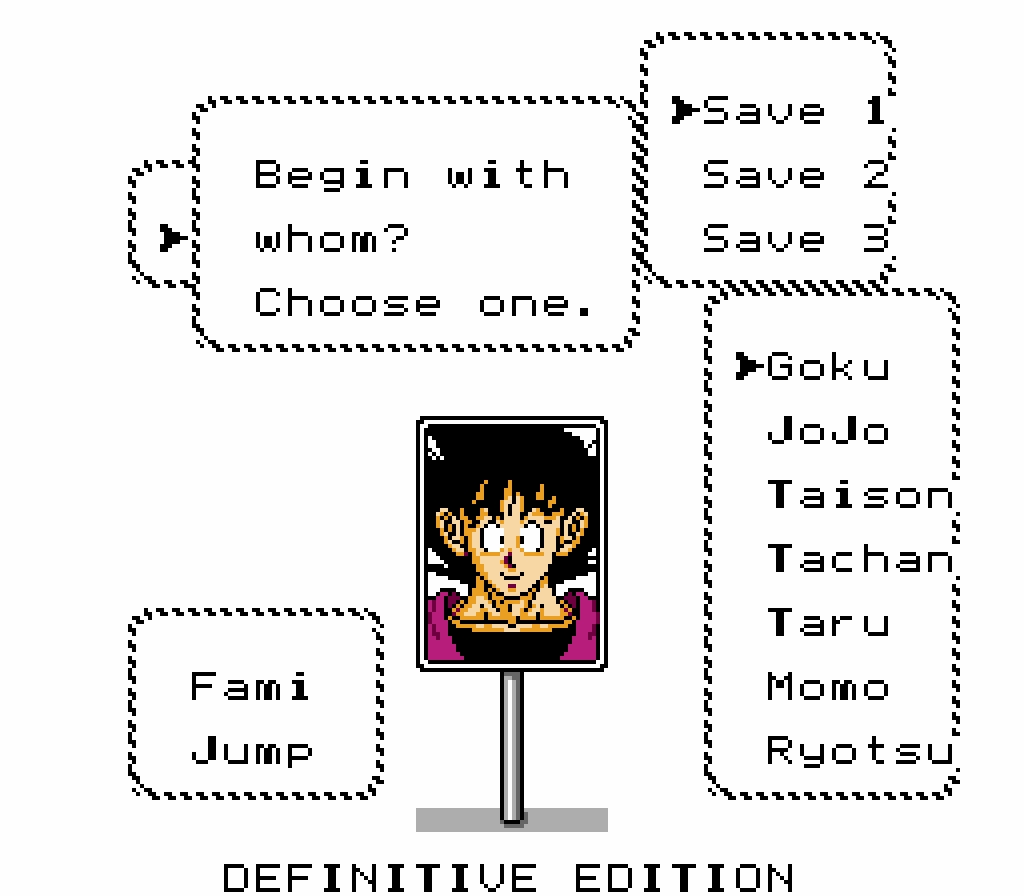 Begin with
whom?
Choose one.
Save 1
Save 2
Save 3
Goku
JoJo
Taison
Tachan
Taru
Momo
Ryotsu
Fami
Jump
DEFINITIVE EDITION